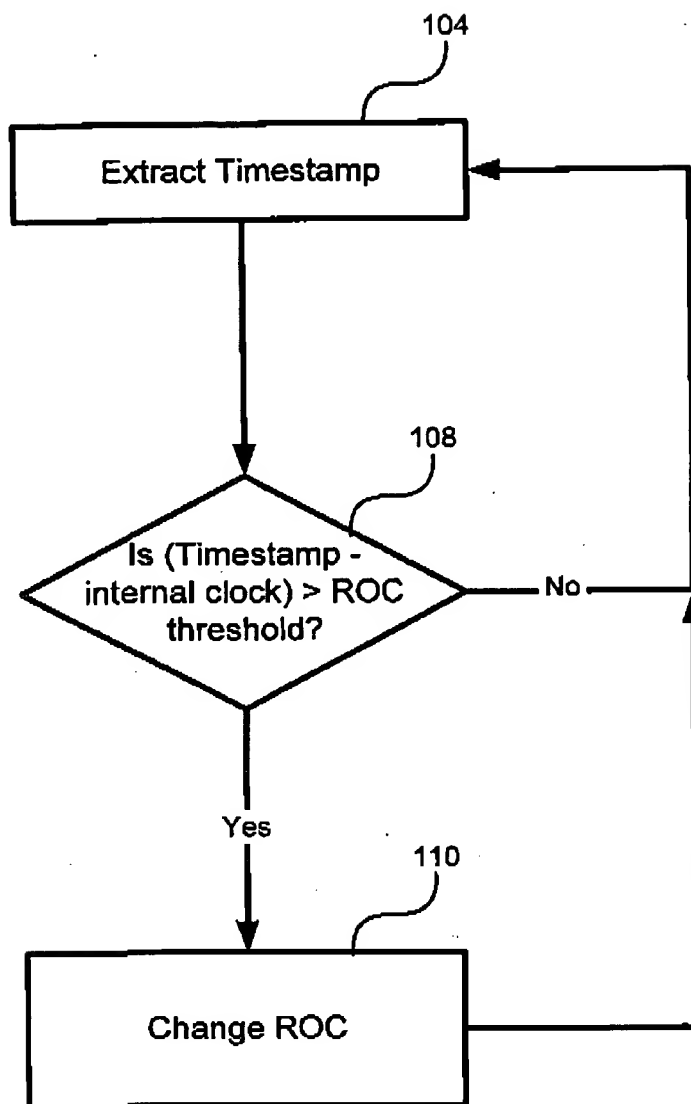 104
Extract Timestamp
108
Is (Timestamp -
internal clock) > ROC
threshold?
No
Yes
110
Change ROC